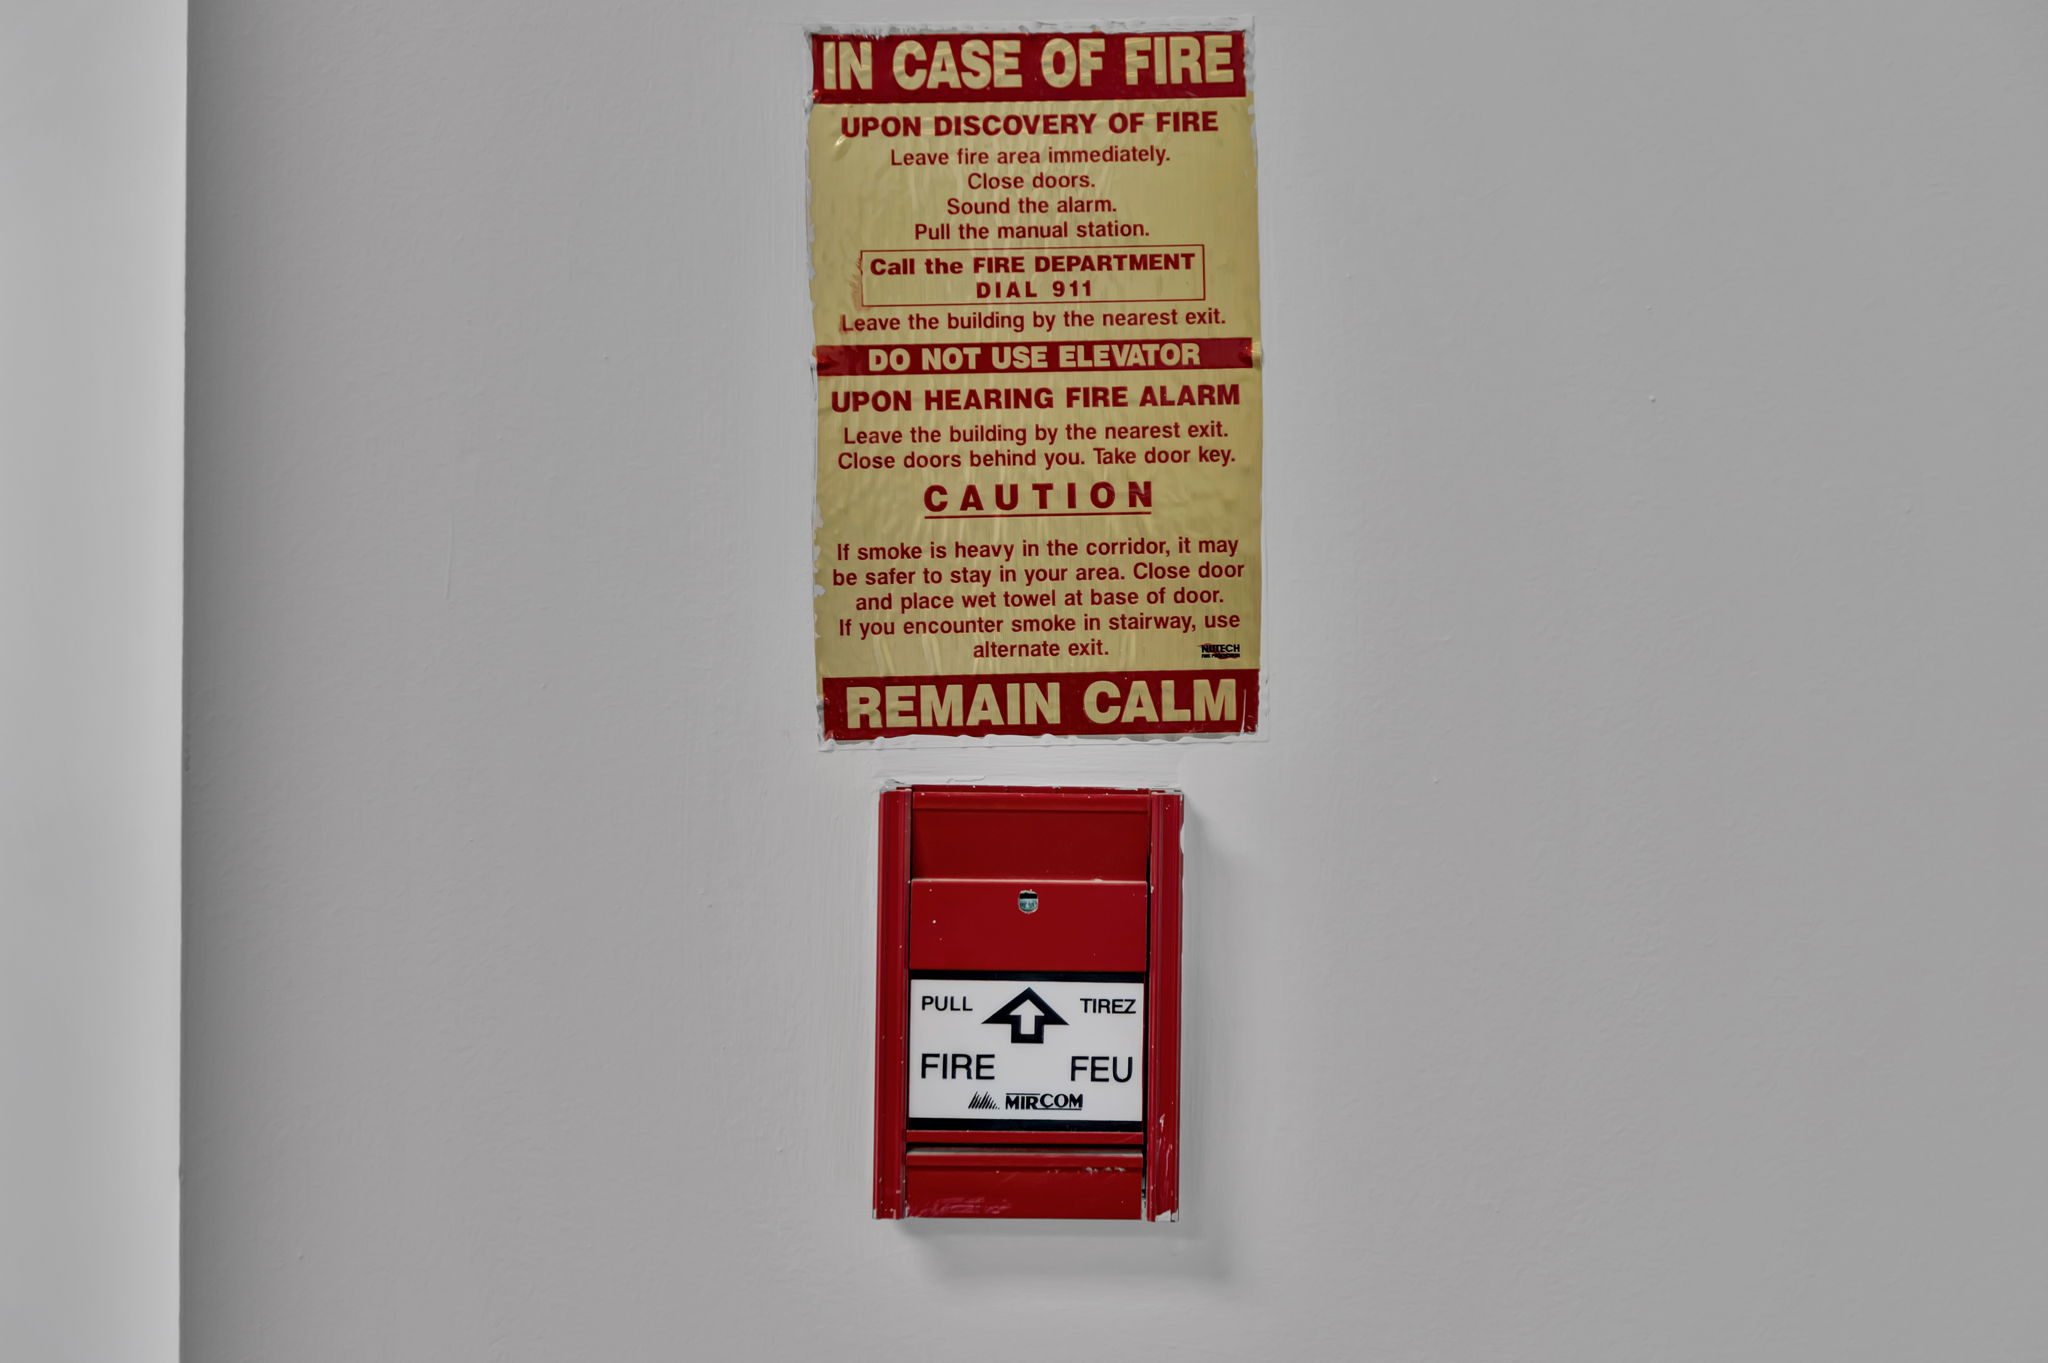 IN CASE OF FIRE
UPON DISCOVERY OF FIRE
Leave fire area immediately.
Close doors.
Sound the alarm.
Pull the manual station.
Call the FIRE DEPARTMENT
DIAL 911
Leave the building by the nearest exit.
DO NOT USE ELEVATOR
UPON HEARING FIRE ALARM
Leave the building by the nearest exit.
Close doors behind you. Take door key.
CAUTION
If smoke is heavy in the corridor, it may
be safer to stay in your area. Close door
and place wet towel at base of door.
If you encounter smoke in stairway, use
alternate exit.
NUTECH
REMAIN CALM
PULL TIREZ
FIRE FEU
MIRCOM